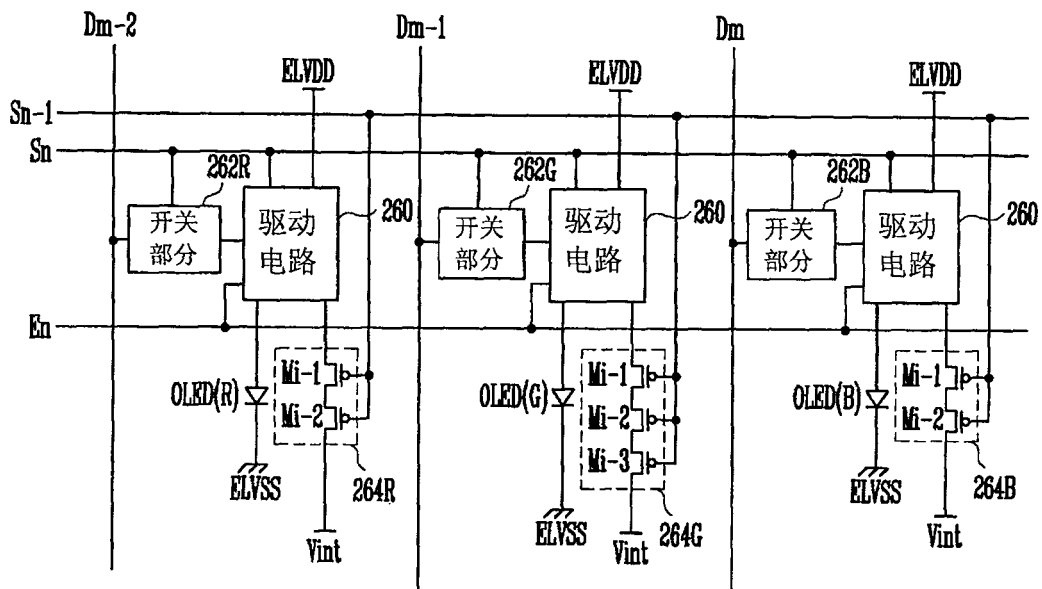 Dm-2
Dm-1
Dm
ELVDD
ELVDD
ELVDD
Sn-1
Sn
262R
262G
262B
开关
部分
驱动
电路
260
开关
部分
驱动
电路
260
开关
部分
驱动
电路
260
En
OLED(R)
Mi-1
Mi-2
264R
ELVSS
Vint
OLED(G)
Mi-1
Mi-2
Mi-3
264G
ELVSS
Vint
OLED(B)
Mi-1
Mi-2
264B
ELVSS
Vint